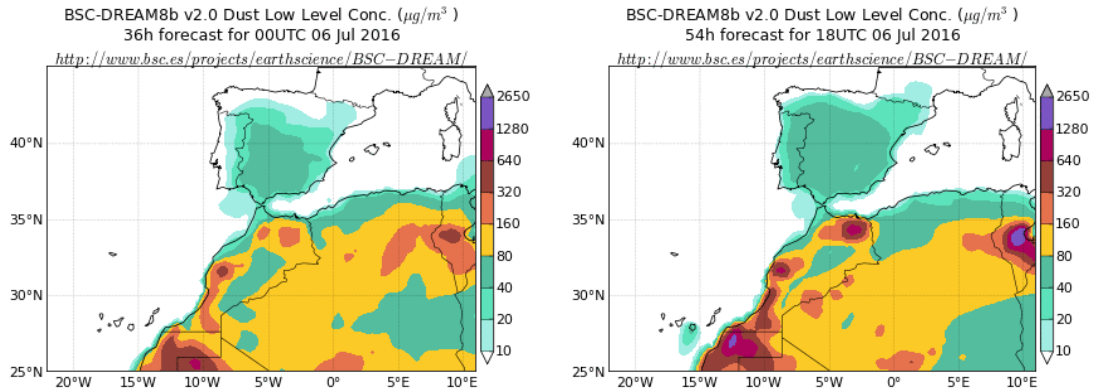 BSC-DREAM8b v2.0 Dust Low Level Conc. (μg/m³ )
36h forecast for 00UTC 06 Jul 2016
http://www.bsc.es/projects/earthscience/BSC−DREAM/
2650
1280
640
320
160
80
40
20
10
40°N
35°N
30°N
25°N
20°W
15°W
10°W
5°W
0°
5°E
10°E
BSC-DREAM8b v2.0 Dust Low Level Conc. (μg/m³ )
54h forecast for 18UTC 06 Jul 2016
http://www.bsc.es/projects/earthscience/BSC−DREAM/
2650
1280
640
320
160
80
40
20
10
40°N
35°N
30°N
25°N
20°W
15°W
10°W
5°W
0°
5°E
10°E